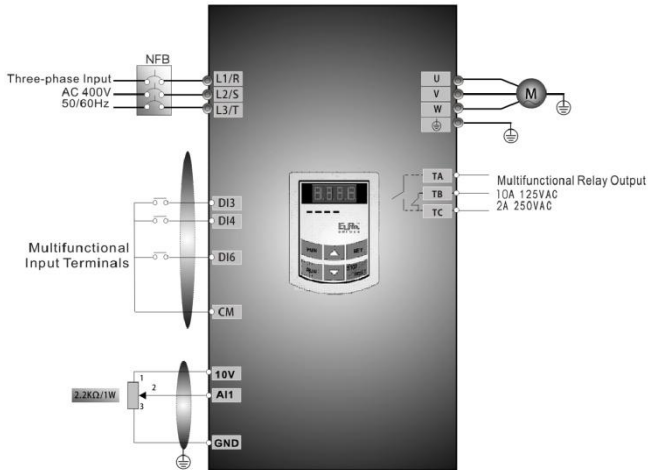 NFB
Three-phase Input
AC 400V
50/60Hz
L1/R
L2/S
L3/T
U
V
W
M
TA
TB
TC
Multifunctional Relay Output
10A 125VAC
2A 250VAC
DI3
DI4
DI6
CM
Multifunctional
Input Terminals
RUN
10V
AI1
GND
2.2KΩ/1W
1
2
3